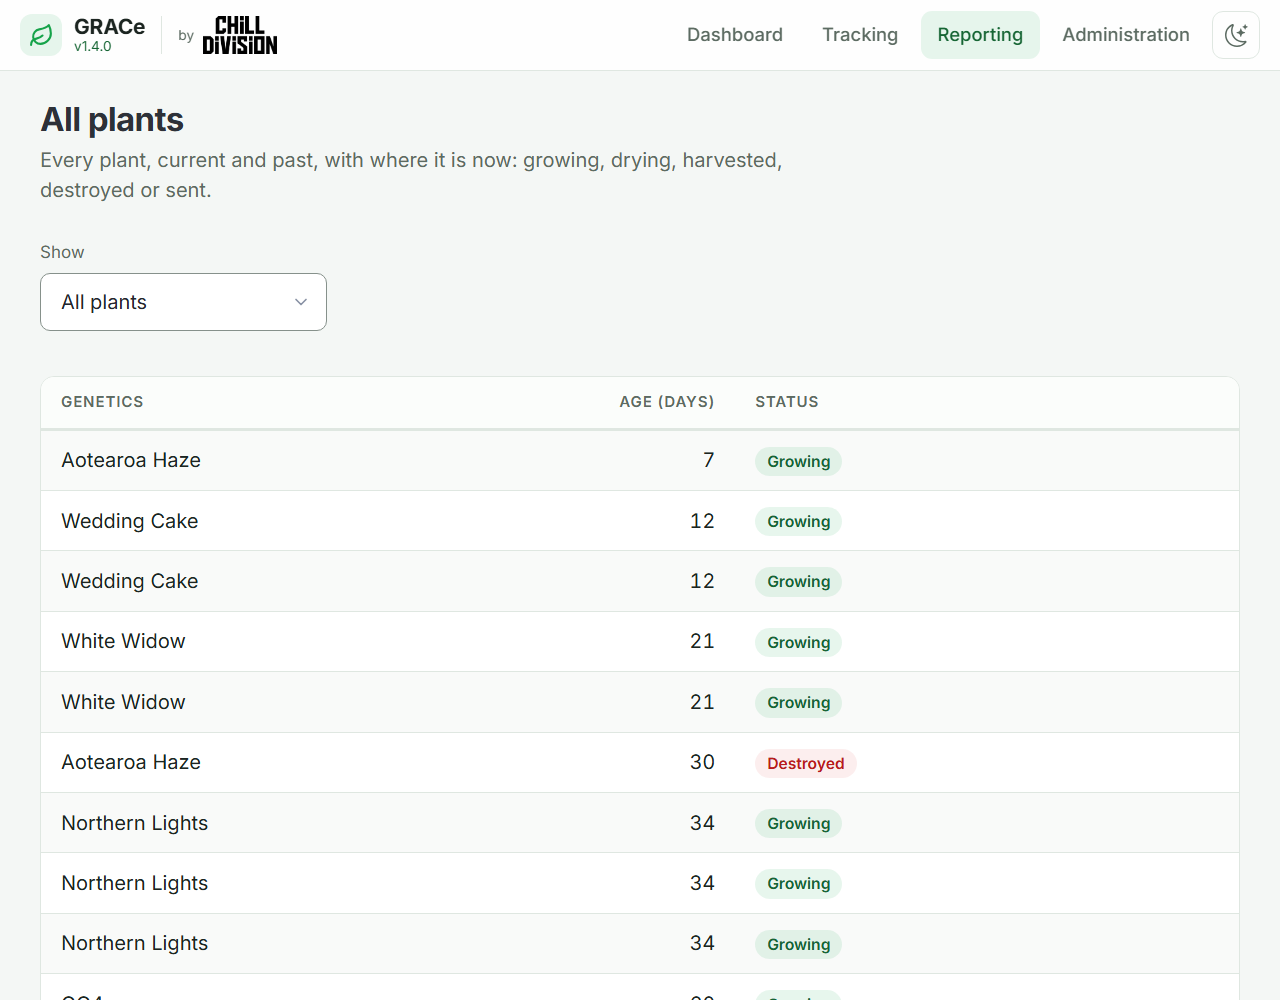 GRACe
v1.4.0
by
CHiLL
DiViSiON
Dashboard
Tracking
Reporting
Administration
All plants
Every plant, current and past, with where it is now: growing, drying, harvested,
destroyed or sent.
Show
All plants
GENETICS AGE (DAYS) STATUS
Aotearoa Haze 7 Growing
Wedding Cake 12 Growing
Wedding Cake 12 Growing
White Widow 21 Growing
White Widow 21 Growing
Aotearoa Haze 30 Destroyed
Northern Lights 34 Growing
Northern Lights 34 Growing
Northern Lights 34 Growing